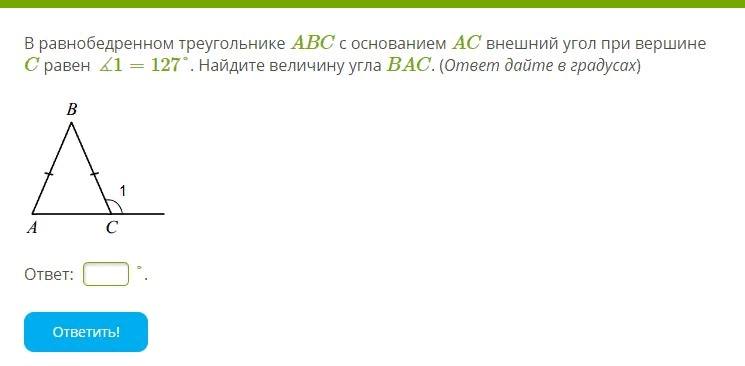 В равнобедренном треугольнике ABC с основанием AC внешний угол при вершине
C равен ∡1 = 127°. Найдите величину угла BAC. (Ответ дайте в градусах)
B
1
A C
Ответ: °.
Ответить!